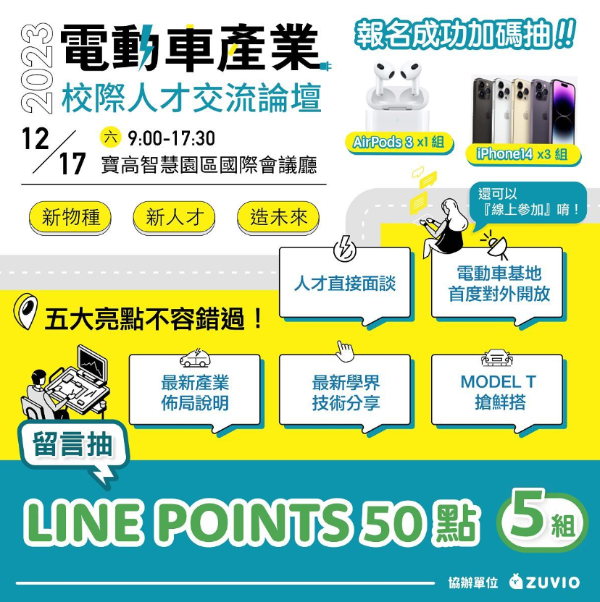 2023
電動車產業
校際人才交流論壇
12/17 六 9:00-17:30
寶高智慧園區國際會議廳
新物種
新人才
造未來
報名成功加碼抽!!
AirPods 3 x1 組
iPhone14 x3 組
還可以
『線上參加』唷！
人才直接面談
電動車基地
首度對外開放
五大亮點不容錯過！
最新產業
佈局說明
最新學界
技術分享
MODEL T
搶鮮搭
留言抽
LINE POINTS 50 點
5組
協辦單位 ZUVIO